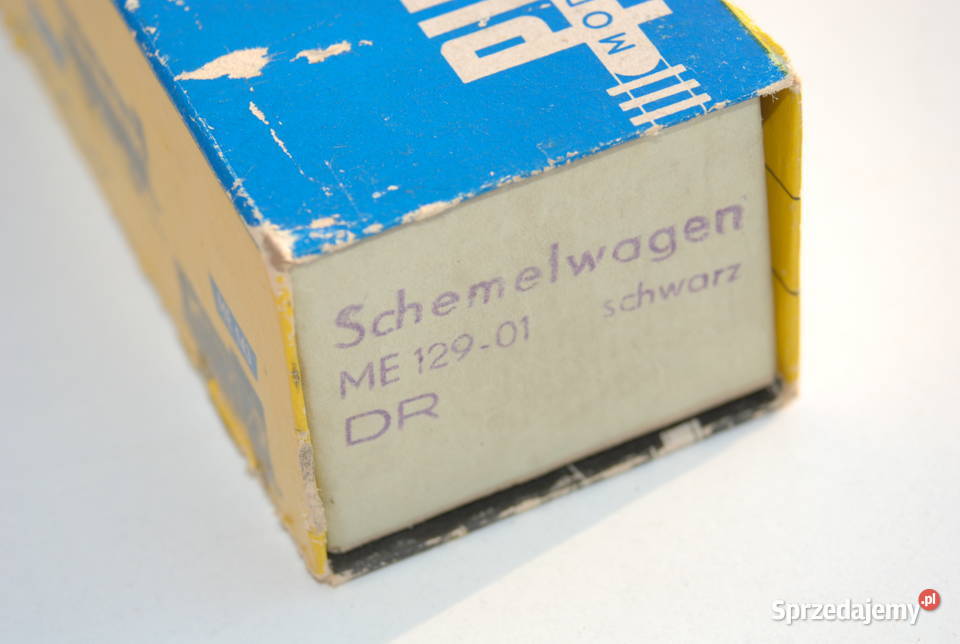 Schemelwagen
ME 129-01 schwarz
DR
Sprzedajemy.pl